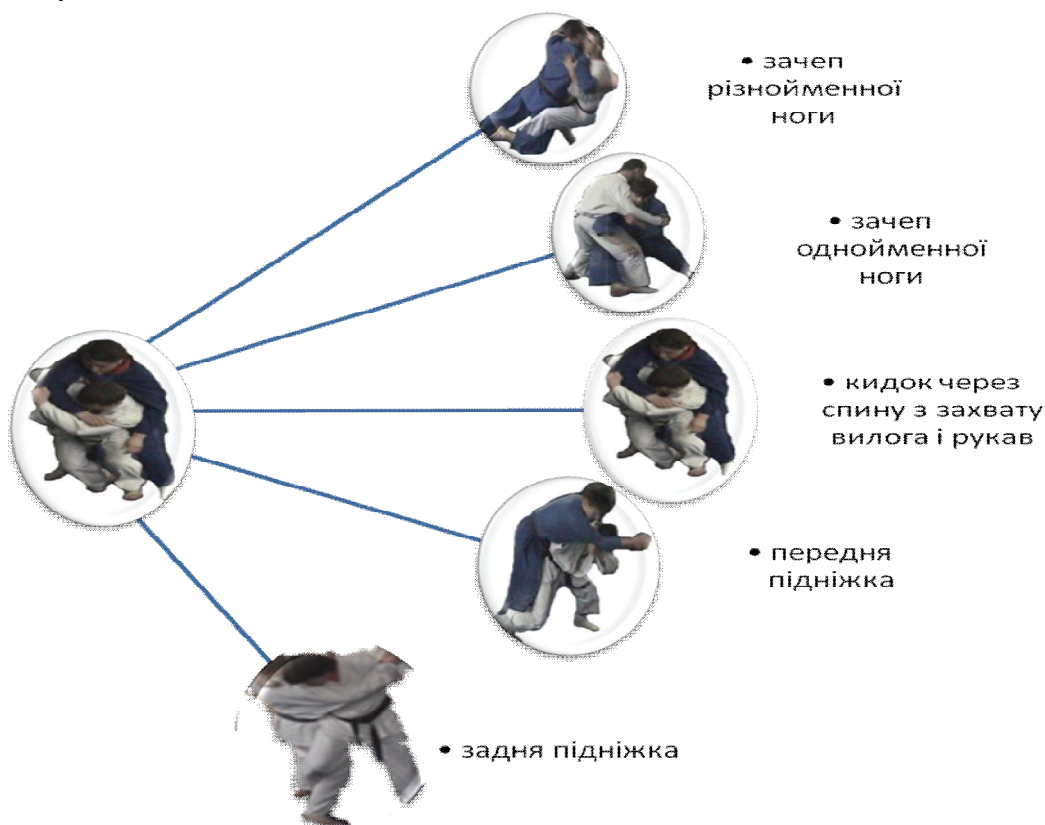 • зачеп
різнойменної
ноги
• зачеп
однойменної
ноги
• кидок через
спину з захвату
вилога і рукав
• передня
підніжка
• задня підніжка